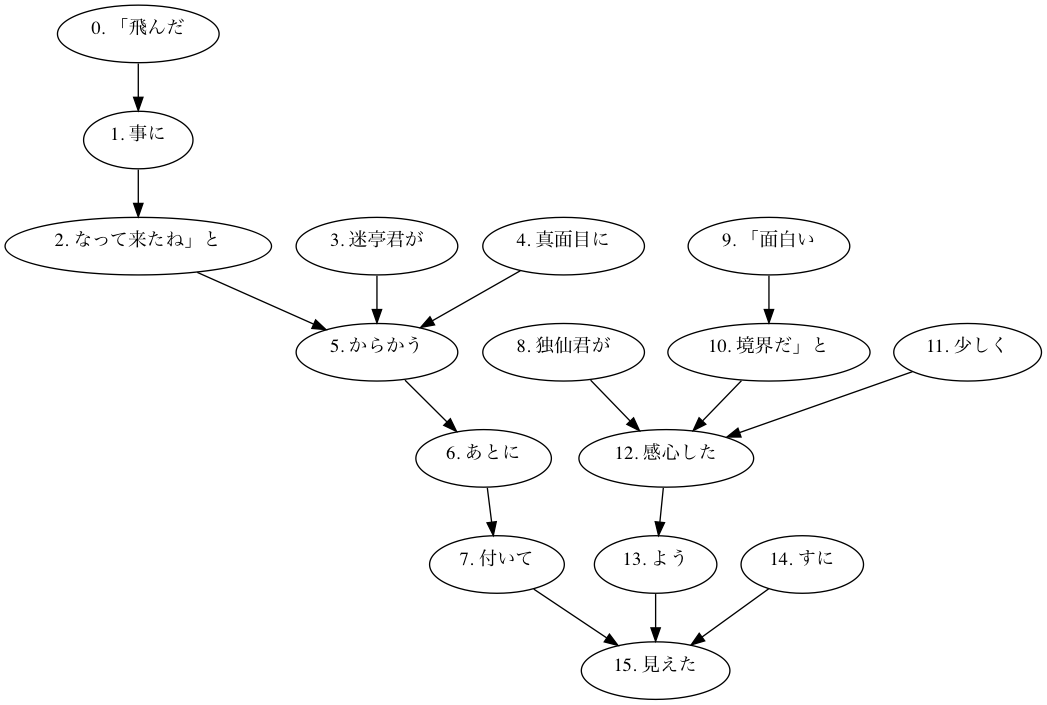 0. 「飛んだ
1. 事に
2. なって来たね」と
3. 迷亭君が
4. 真面目に
9. 「面白い
5. からかう
8. 独仙君が
10. 境界だ」と
11. 少しく
6. あとに
12. 感心した
7. 付いて
13. よう
14. すに
15. 見えた